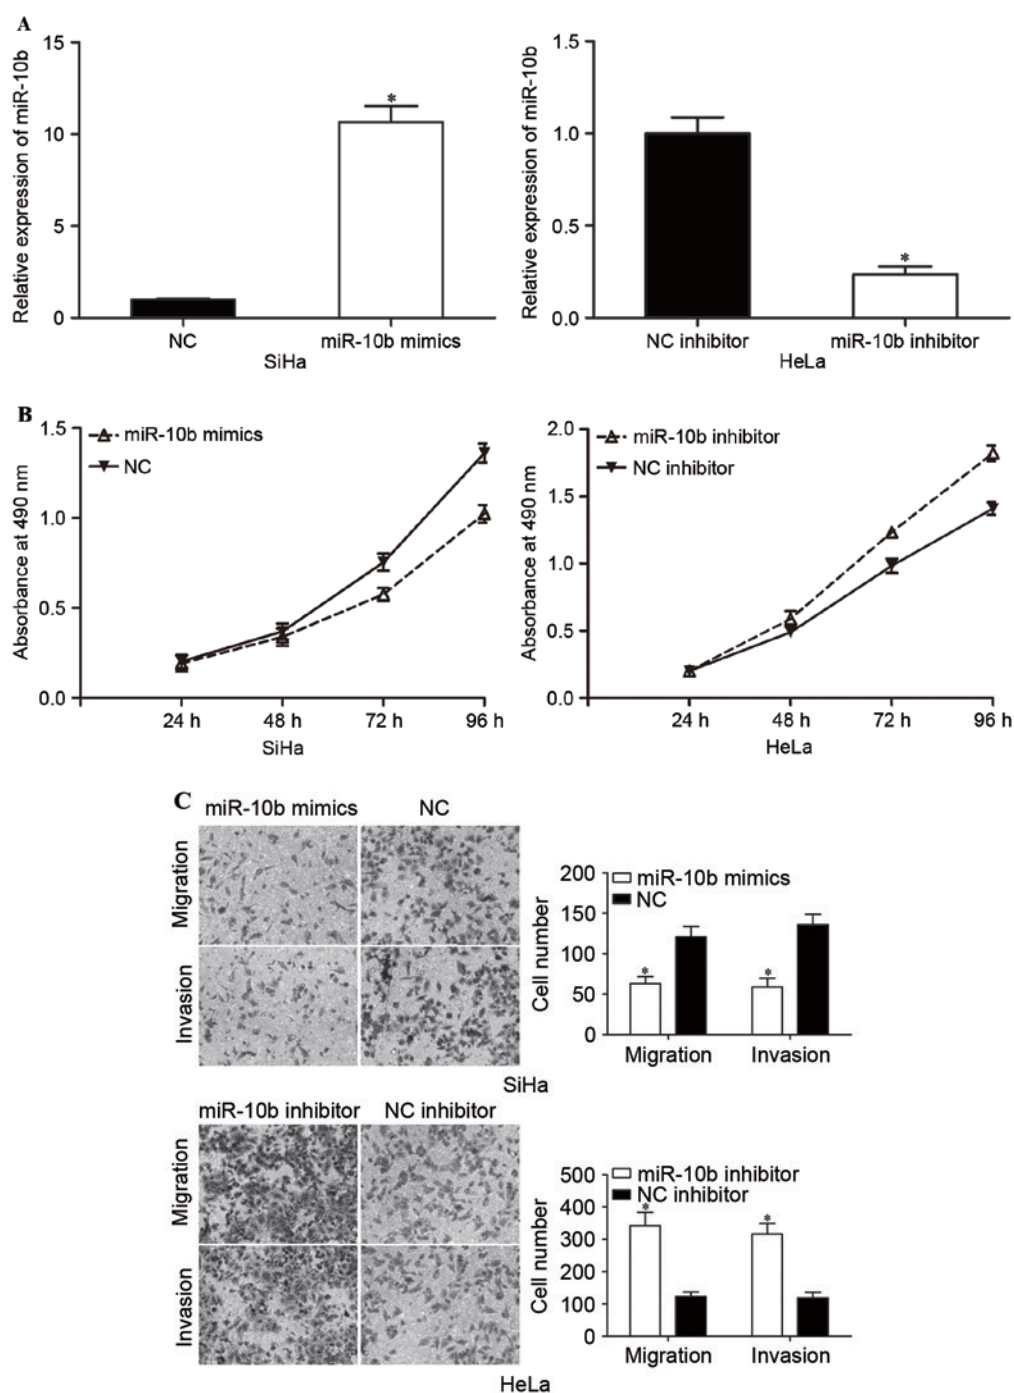 A
Relative expression of miR-10b
15
10
5
0
*
NC
miR-10b mimics
SiHa
Relative expression of miR-10b
1.5
1.0
0.5
0.0
*
NC inhibitor
miR-10b inhibitor
HeLa
B
Absorbance at 490 nm
1.5
1.0
0.5
0.0
miR-10b mimics
NC
24 h
48 h
72 h
96 h
SiHa
Absorbance at 490 nm
2.0
1.5
1.0
0.5
0.0
miR-10b inhibitor
NC inhibitor
24 h
48 h
72 h
96 h
HeLa
C
miR-10b mimics
NC
Migration
Invasion
Cell number
200
150
100
50
0
miR-10b mimics
NC
*
*
Migration
Invasion
SiHa
miR-10b inhibitor
NC inhibitor
Migration
Invasion
Cell number
500
400
300
200
100
0
miR-10b inhibitor
NC inhibitor
*
*
Migration
Invasion
HeLa